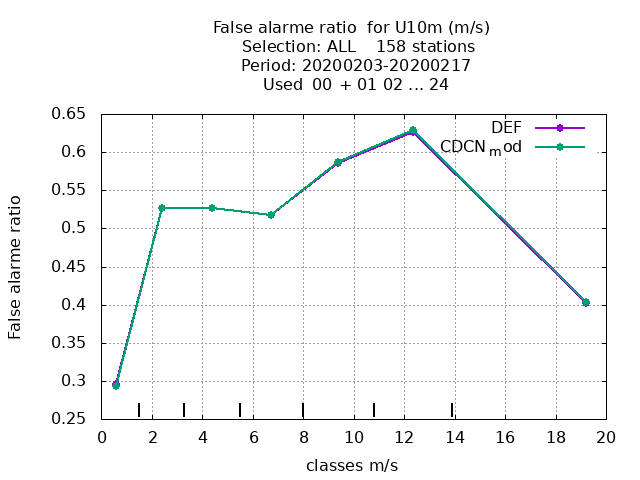 False alarme ratio  for U10m (m/s)
Selection: ALL    158 stations
Period: 20200203-20200217
Used  00 + 01 02 ... 24
DEF
CDCNmod
False alarme ratio
0.65
0.6
0.55
0.5
0.45
0.4
0.35
0.3
0.25
0 2 4 6 8 10 12 14 16 18 20
classes m/s